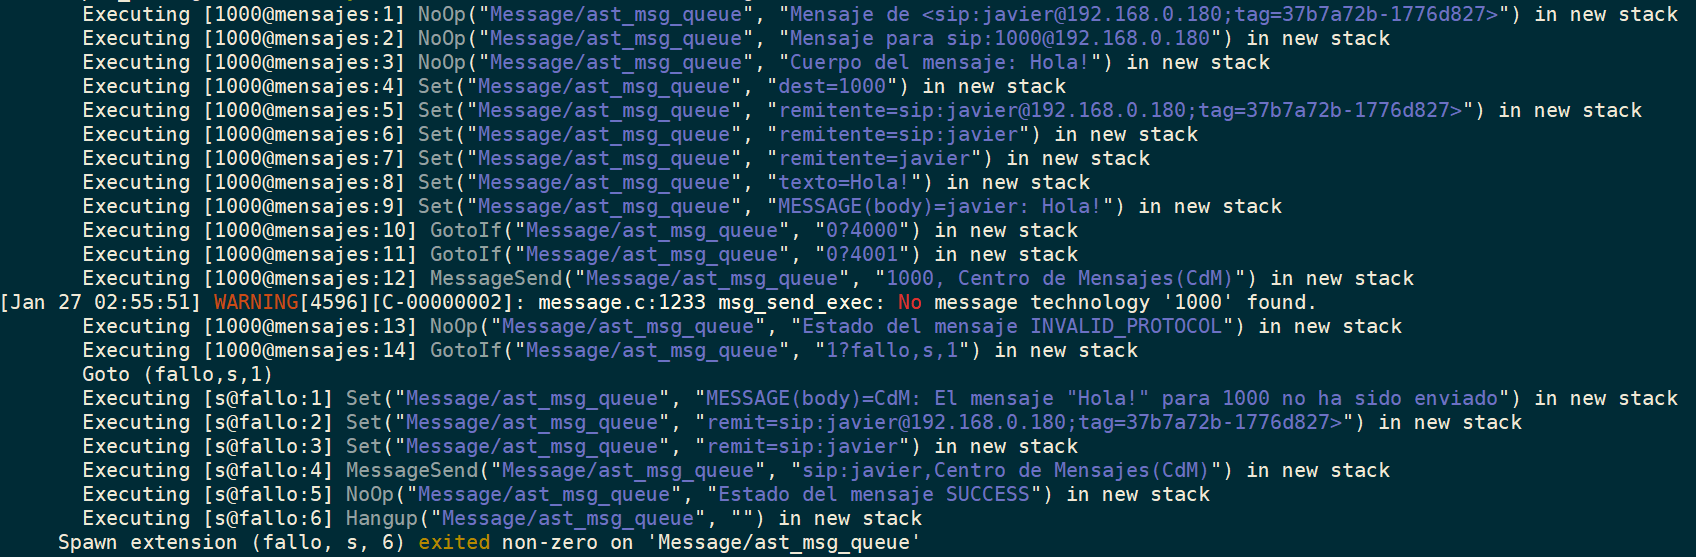 Executing [1000@mensajes:1] NoOp("Message/ast_msg_queue", "Mensaje de <sip:javier@192.168.0.180;tag=37b7a72b-1776d827>") in new stack
Executing [1000@mensajes:2] NoOp("Message/ast_msg_queue", "Mensaje para sip:1000@192.168.0.180") in new stack
Executing [1000@mensajes:3] NoOp("Message/ast_msg_queue", "Cuerpo del mensaje: Hola!") in new stack
Executing [1000@mensajes:4] Set("Message/ast_msg_queue", "dest=1000") in new stack
Executing [1000@mensajes:5] Set("Message/ast_msg_queue", "remitente=sip:javier@192.168.0.180;tag=37b7a72b-1776d827>") in new stack
Executing [1000@mensajes:6] Set("Message/ast_msg_queue", "remitente=sip:javier") in new stack
Executing [1000@mensajes:7] Set("Message/ast_msg_queue", "remitente=javier") in new stack
Executing [1000@mensajes:8] Set("Message/ast_msg_queue", "texto=Hola!") in new stack
Executing [1000@mensajes:9] Set("Message/ast_msg_queue", "MESSAGE(body)=javier: Hola!") in new stack
Executing [1000@mensajes:10] GotoIf("Message/ast_msg_queue", "0?4000") in new stack
Executing [1000@mensajes:11] GotoIf("Message/ast_msg_queue", "0?4001") in new stack
Executing [1000@mensajes:12] MessageSend("Message/ast_msg_queue", "1000, Centro de Mensajes(CdM)") in new stack
[Jan 27 02:55:51] WARNING[4596][C-00000002]: message.c:1233 msg_send_exec: No message technology '1000' found.
Executing [1000@mensajes:13] NoOp("Message/ast_msg_queue", "Estado del mensaje INVALID_PROTOCOL") in new stack
Executing [1000@mensajes:14] GotoIf("Message/ast_msg_queue", "1?fallo,s,1") in new stack
Goto (fallo,s,1)
Executing [s@fallo:1] Set("Message/ast_msg_queue", "MESSAGE(body)=CdM: El mensaje "Hola!" para 1000 no ha sido enviado") in new stack
Executing [s@fallo:2] Set("Message/ast_msg_queue", "remit=sip:javier@192.168.0.180;tag=37b7a72b-1776d827>") in new stack
Executing [s@fallo:3] Set("Message/ast_msg_queue", "remit=sip:javier") in new stack
Executing [s@fallo:4] MessageSend("Message/ast_msg_queue", "sip:javier,Centro de Mensajes(CdM)") in new stack
Executing [s@fallo:5] NoOp("Message/ast_msg_queue", "Estado del mensaje SUCCESS") in new stack
Executing [s@fallo:6] Hangup("Message/ast_msg_queue", "") in new stack
Spawn extension (fallo, s, 6) exited non-zero on 'Message/ast_msg_queue'